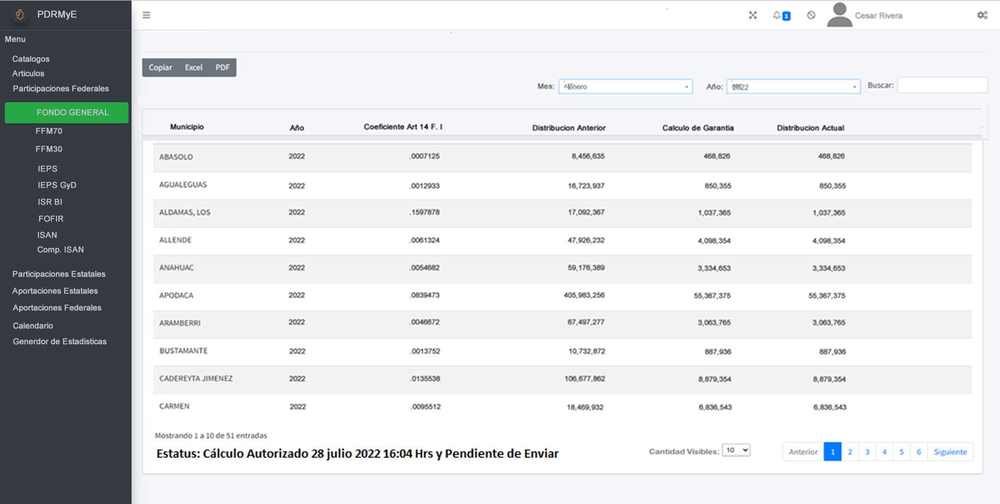 PDRMyE
Cesar Rivera
1
Menu
Catalogos
Articulos
Participaciones Federales
FONDO GENERAL
FFM70
FFM30
IEPS
IEPS GyD
ISR BI
FOFIR
ISAN
Comp. ISAN
Participaciones Estatales
Aportaciones Estatales
Aportaciones Federales
Calendario
Generdor de Estadisticas
Copiar Excel PDF
Mes: Enero Año: 2022 Buscar:
Municipio Año Coeficiente Art 14 F. I Distribucion Anterior Calculo de Garantia Distribucion Actual
ABASOLO 2022 .0007125 8,456,635 468,826 468,826
AGUALEGUAS 2022 .0012933 16,723,937 850,355 850,355
ALDAMAS, LOS 2022 .1597878 17,092,367 1,037,365 1,037,365
ALLENDE 2022 .0061324 47,926,232 4,098,354 4,098,354
ANAHUAC 2022 .0054682 59,176,389 3,334,653 3,334,653
APODACA 2022 .0839473 405,983,256 55,367,375 55,367,375
ARAMBERRI 2022 .0046672 67,497,277 3,063,765 3,063,765
BUSTAMANTE 2022 .0013752 10,732,872 887,936 887,936
CADEREYTA JIMENEZ 2022 .0135538 106,677,862 8,879,354 8,879,354
CARMEN 2022 .0095512 18,469,932 6,836,543 6,836,543
Mostrando 1 a 10 de 51 entradas
Estatus: Cálculo Autorizado 28 julio 2022 16:04 Hrs y Pendiente de Enviar
Cantidad Visibles: 10
Anterior 1 2 3 4 5 6 Siguiente